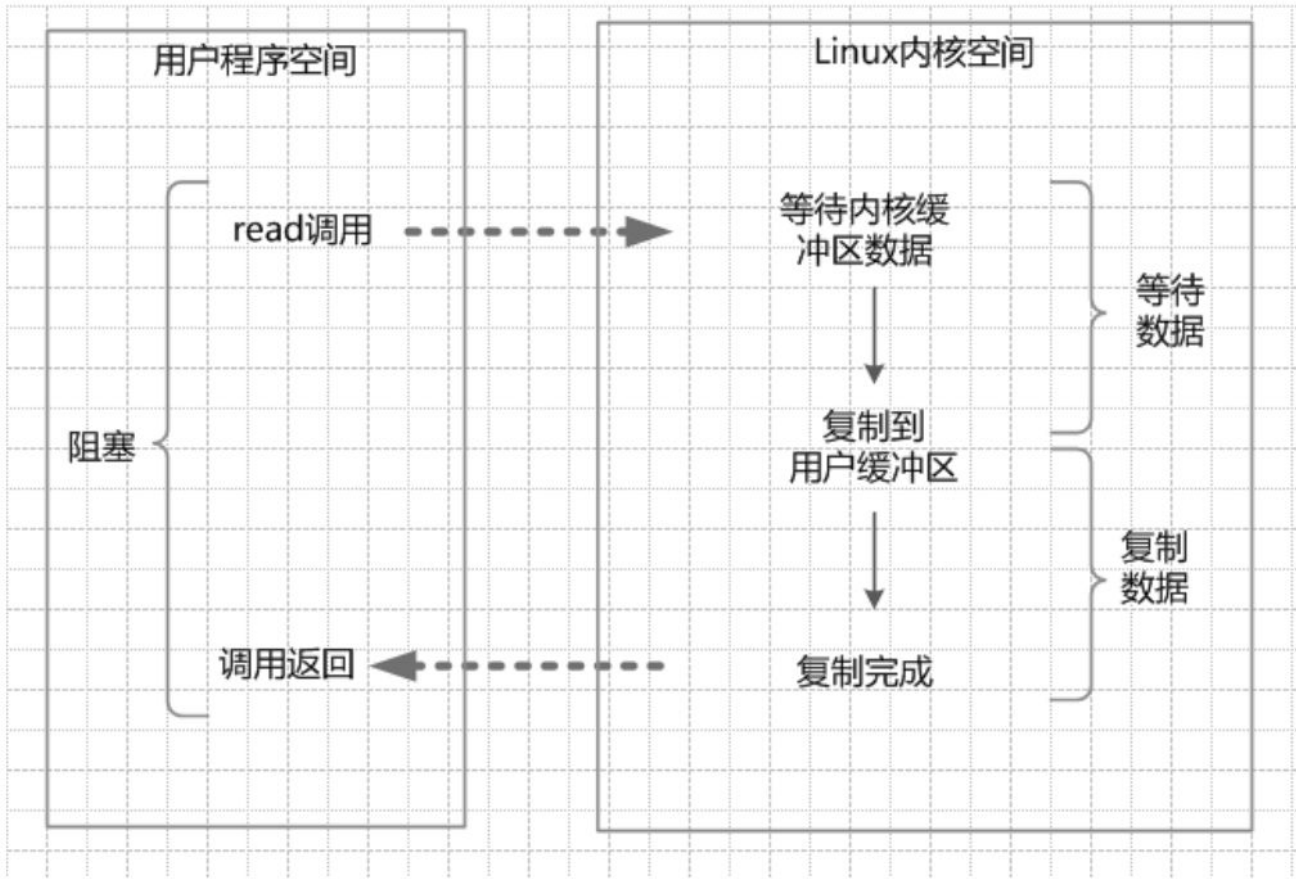 用户程序空间
Linux内核空间
read调用
等待内核缓
冲区数据
等待
数据
阻塞
复制到
用户缓冲区
复制
数据
调用返回
复制完成